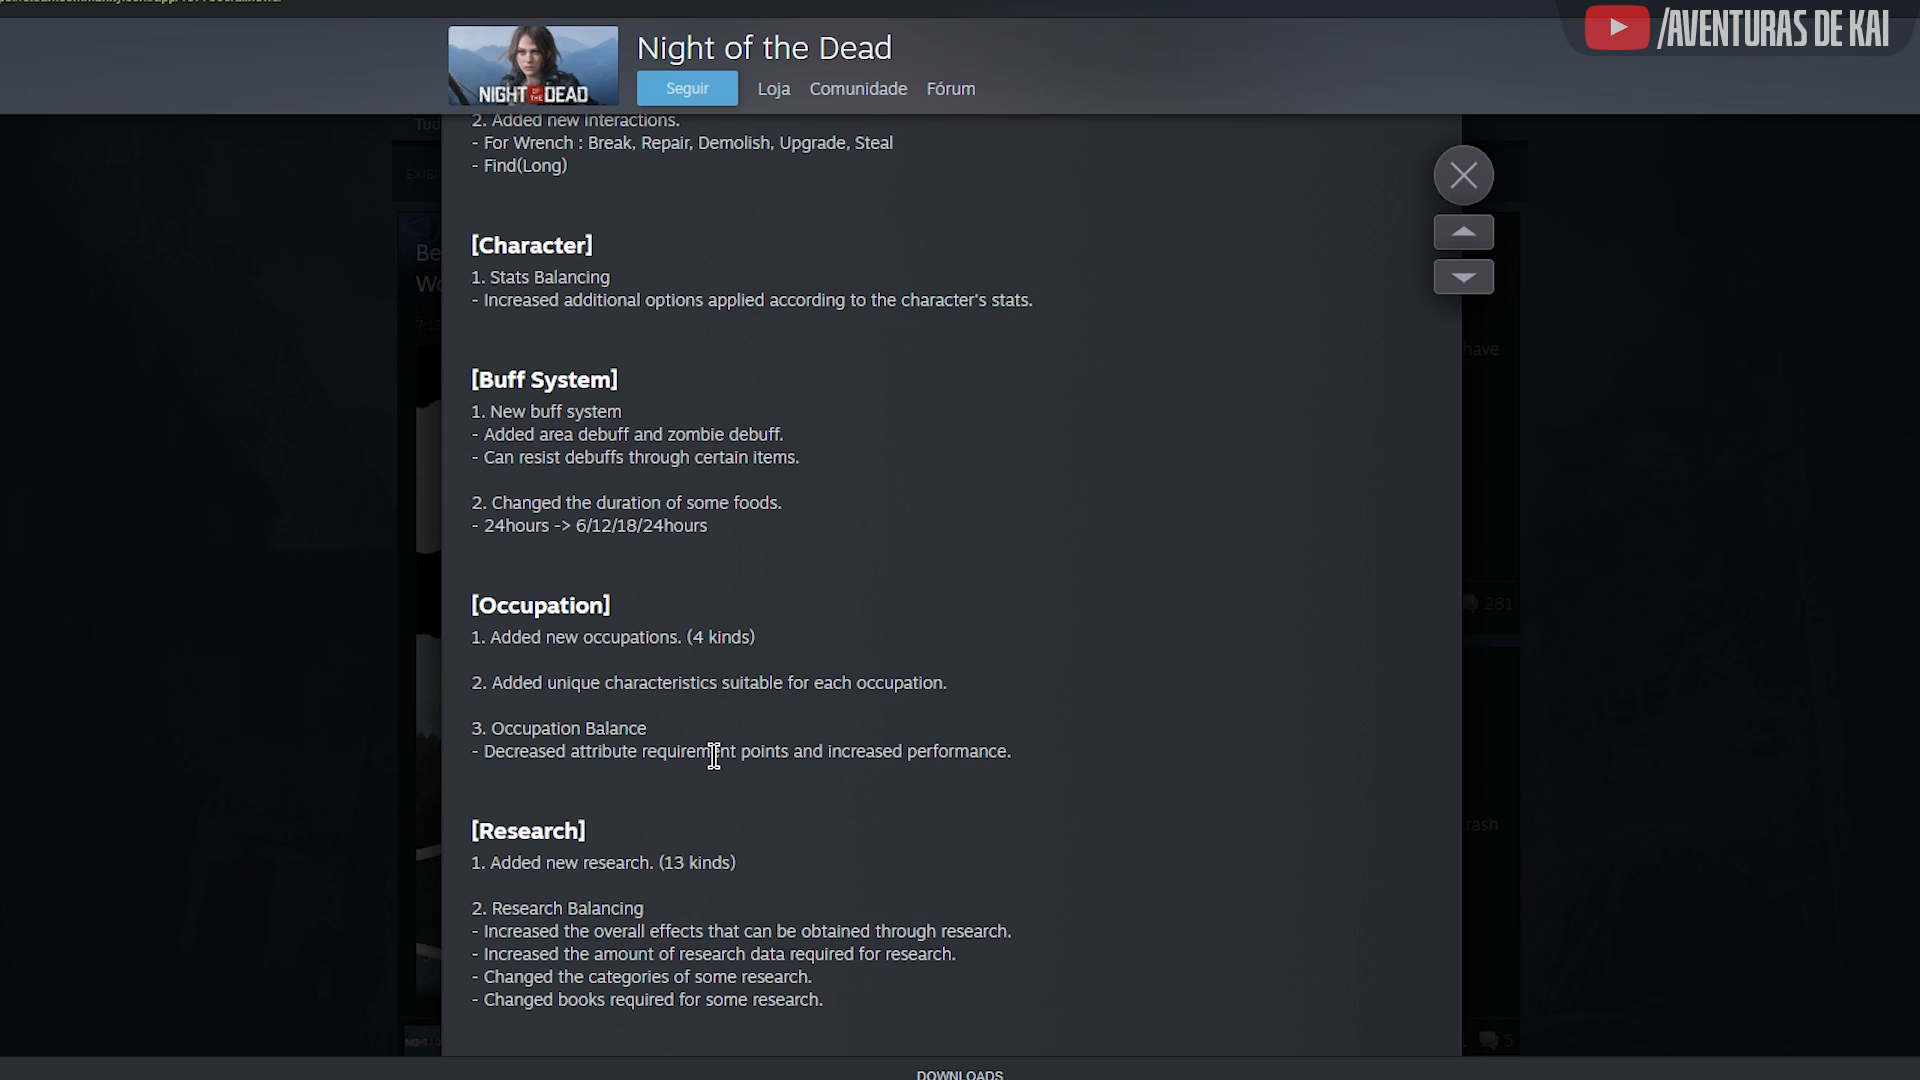 /AVENTURAS DE KAI
Night of the Dead
NIGHT OF THE DEAD
Seguir
Loja
Comunidade
Fórum
2. Added new interactions.
- For Wrench : Break, Repair, Demolish, Upgrade, Steal
- Find(Long)
[Character]
1. Stats Balancing
- Increased additional options applied according to the character's stats.
[Buff System]
1. New buff system
- Added area debuff and zombie debuff.
- Can resist debuffs through certain items.
2. Changed the duration of some foods.
- 24hours -> 6/12/18/24hours
[Occupation]
1. Added new occupations. (4 kinds)
2. Added unique characteristics suitable for each occupation.
3. Occupation Balance
- Decreased attribute requirement points and increased performance.
[Research]
1. Added new research. (13 kinds)
2. Research Balancing
- Increased the overall effects that can be obtained through research.
- Increased the amount of research data required for research.
- Changed the categories of some research.
- Changed books required for some research.
have
281
5
DOWNLOADS